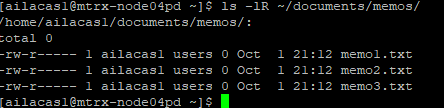 [ailacas1@mtrx-node04pd ~]$ ls -lR ~/documents/memos/
/home/ailacas1/documents/memos/:
total 0
-rw-r----- 1 ailacas1 users 0 Oct  1 21:12 memo1.txt
-rw-r----- 1 ailacas1 users 0 Oct  1 21:12 memo2.txt
-rw-r----- 1 ailacas1 users 0 Oct  1 21:12 memo3.txt
[ailacas1@mtrx-node04pd ~]$